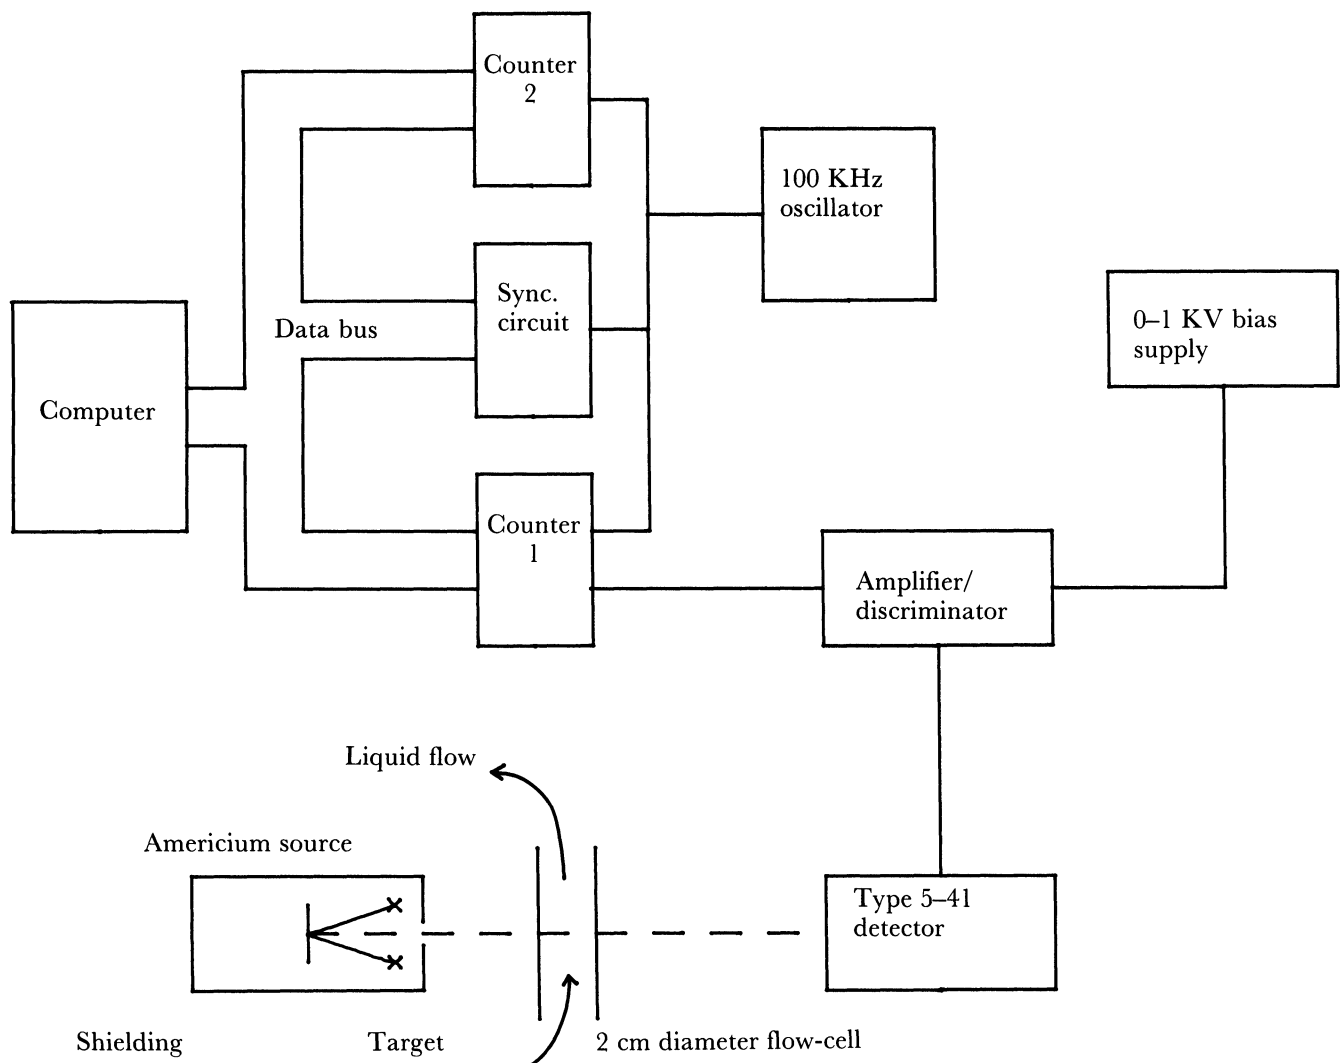 Counter
2
100 KHz
oscillator
Sync.
circuit
0–1 KV bias
supply
Data bus
Computer
Counter
1
Amplifier/
discriminator
Liquid flow
Americium source
Type 5–41
detector
Shielding
Target
2 cm diameter flow-cell